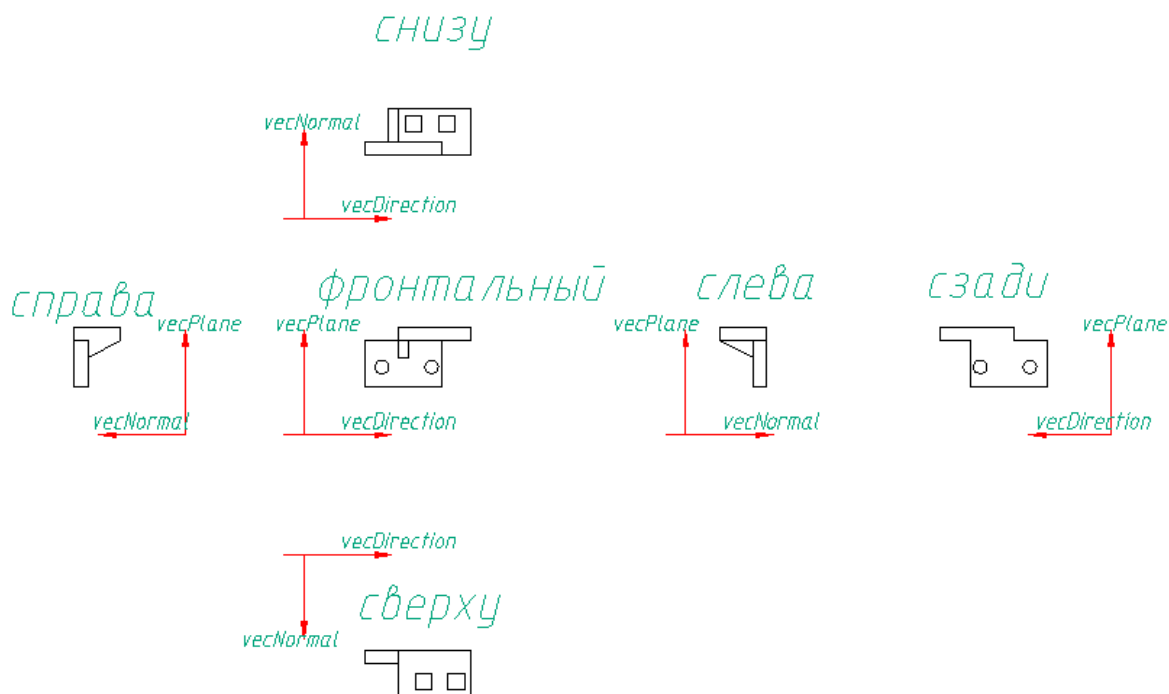 снизу
vecNormal
vecDirection
справа
фронтальный
слева
сзади
vecPlane
vecPlane
vecPlane
vecPlane
vecNormal
vecDirection
vecNormal
vecDirection
vecDirection
сверху
vecNormal